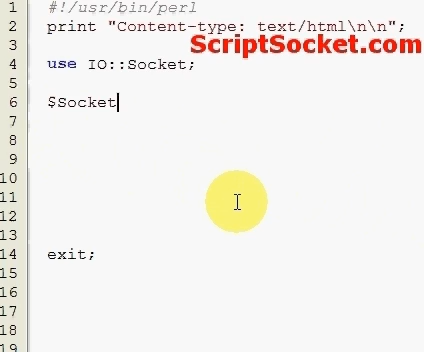 1 #!/usr/bin/perl
2 print "Content-type: text/html\n\n";
ScriptSocket.com
3
4 use IO::Socket;
5
6 $Socket
7
8
9
10
11
12
13
14 exit;
15
16
17
18
19